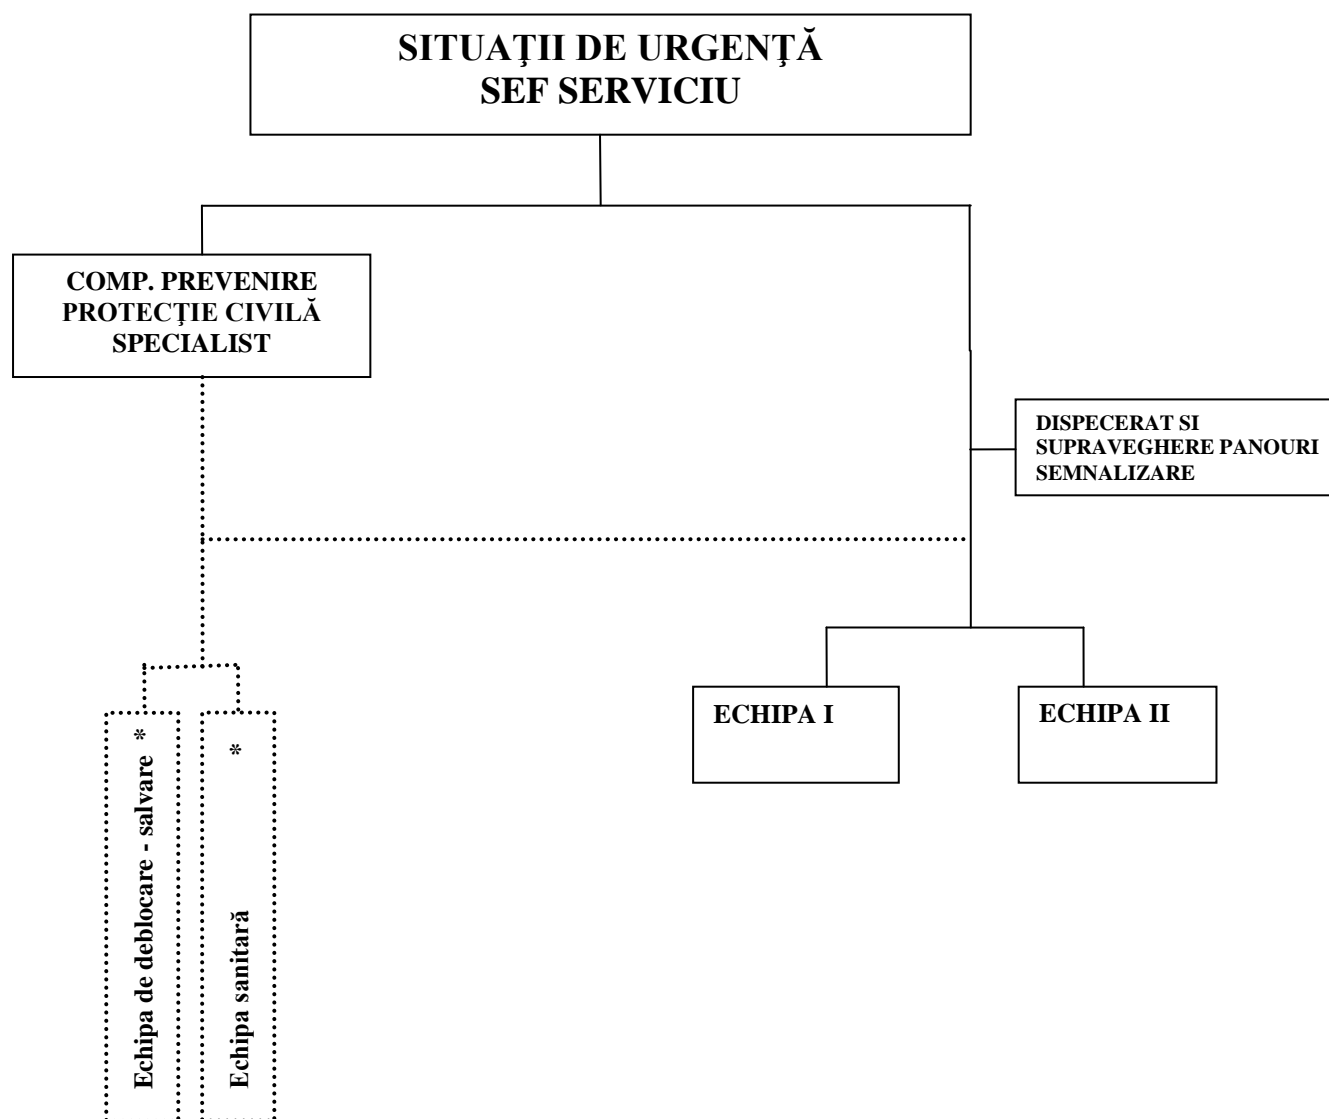 SITUAŢII DE URGENŢĂ
SEF SERVICIU
COMP. PREVENIRE
PROTECŢIE CIVILĂ
SPECIALIST
DISPECERAT SI
SUPRAVEGHERE PANOURI
SEMNALIZARE
ECHIPA I
ECHIPA II
Echipa de deblocare - salvare *
Echipa sanitară *